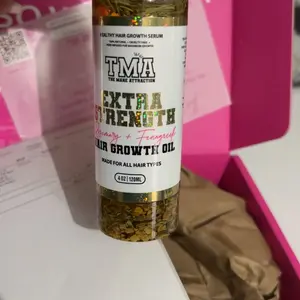 HEALTHY HAIR GROWTH SERUM
TMA
THE MANE ATTRACTION
EXTRA
STRENGTH
Rosemary + Fenugreek
HAIR GROWTH OIL
MADE FOR ALL HAIR TYPES
4 OZ | 120ML